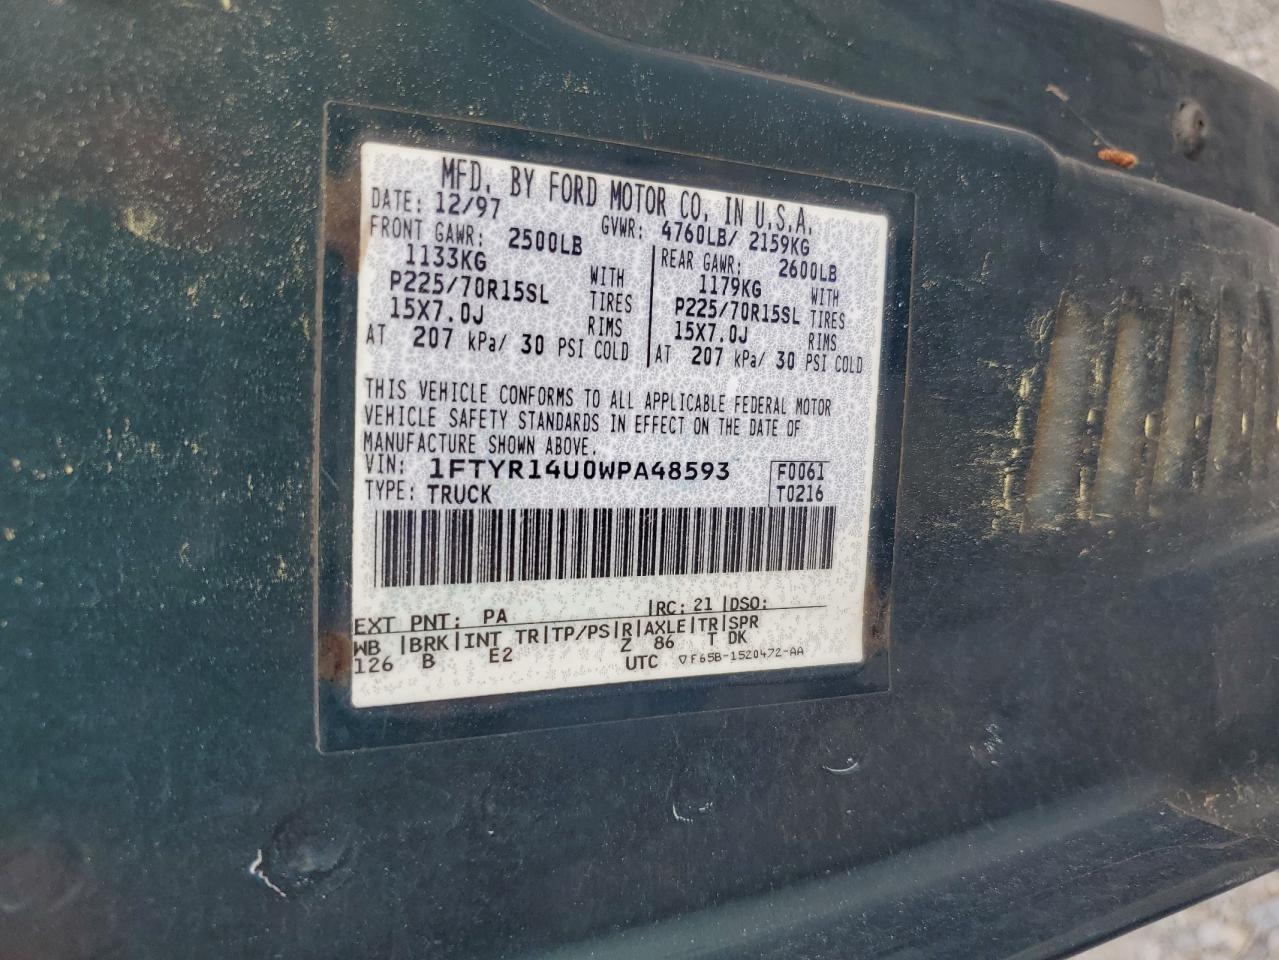 MFD. BY FORD MOTOR CO. IN U.S.A.
DATE: 12/97 GVWR: 4760LB/ 2159KG
FRONT GAWR: 2500LB REAR GAWR: 2600LB
1133KG WITH 1179KG WITH
P225/70R15SL TIRES P225/70R15SL TIRES
15X7.0J RIMS 15X7.0J RIMS
AT 207 kPa/ 30 PSI COLD AT 207 kPa/ 30 PSI COLD
THIS VEHICLE CONFORMS TO ALL APPLICABLE FEDERAL MOTOR
VEHICLE SAFETY STANDARDS IN EFFECT ON THE DATE OF
MANUFACTURE SHOWN ABOVE.
VIN: 1FTYR14U0WPA48593 F0061
TYPE: TRUCK T0216
EXT PNT: PA |RC: 21 |DSO:
WB |BRK|INT TR|TP/PS|R|AXLE|TR|SPR
126 B E2 Z 86 T DK
UTC ▽F65B-1520472-AA